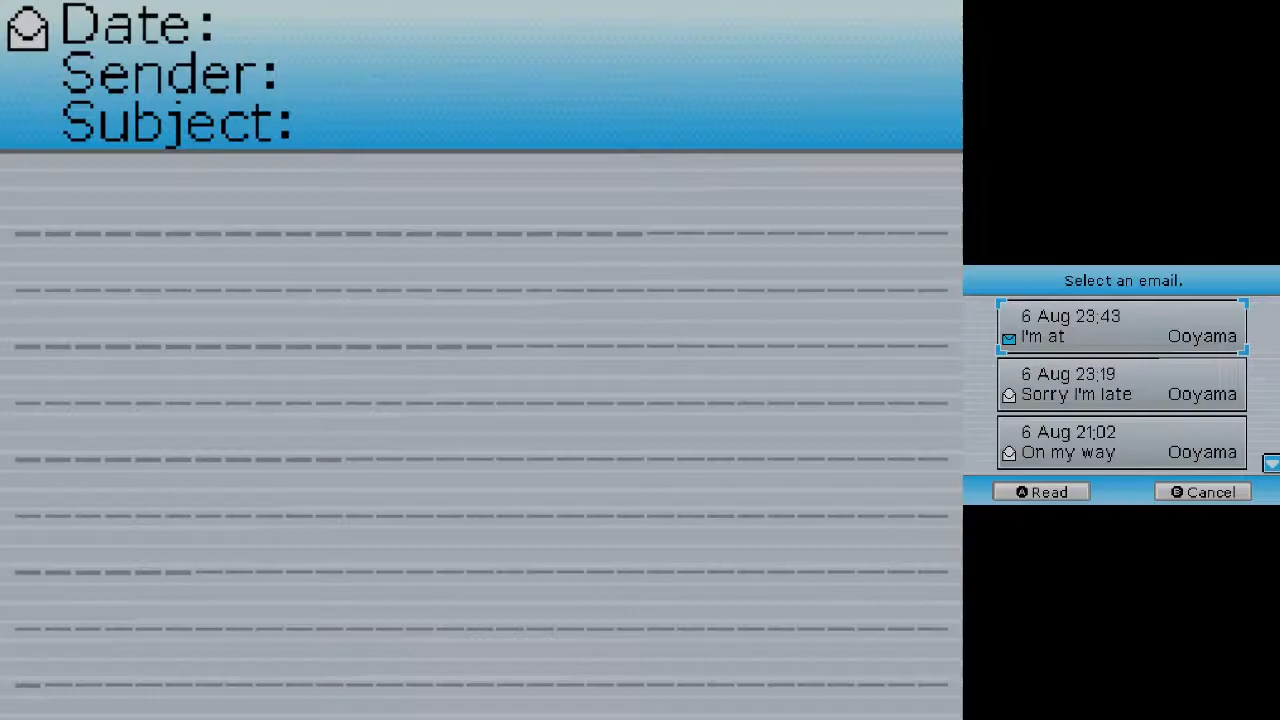 Date:
Sender:
Subject:
Select an email.
6 Aug 23:43
I'm at Ooyama
6 Aug 23:19
Sorry I'm late Ooyama
6 Aug 21:02
On my way Ooyama
A Read B Cancel